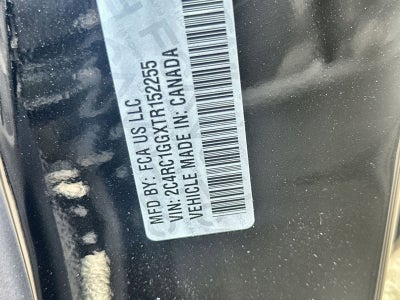 MFD BY: FCA US LLC
VIN: 2C4RC1GGXTR152255
VEHICLE MADE IN: CANADA